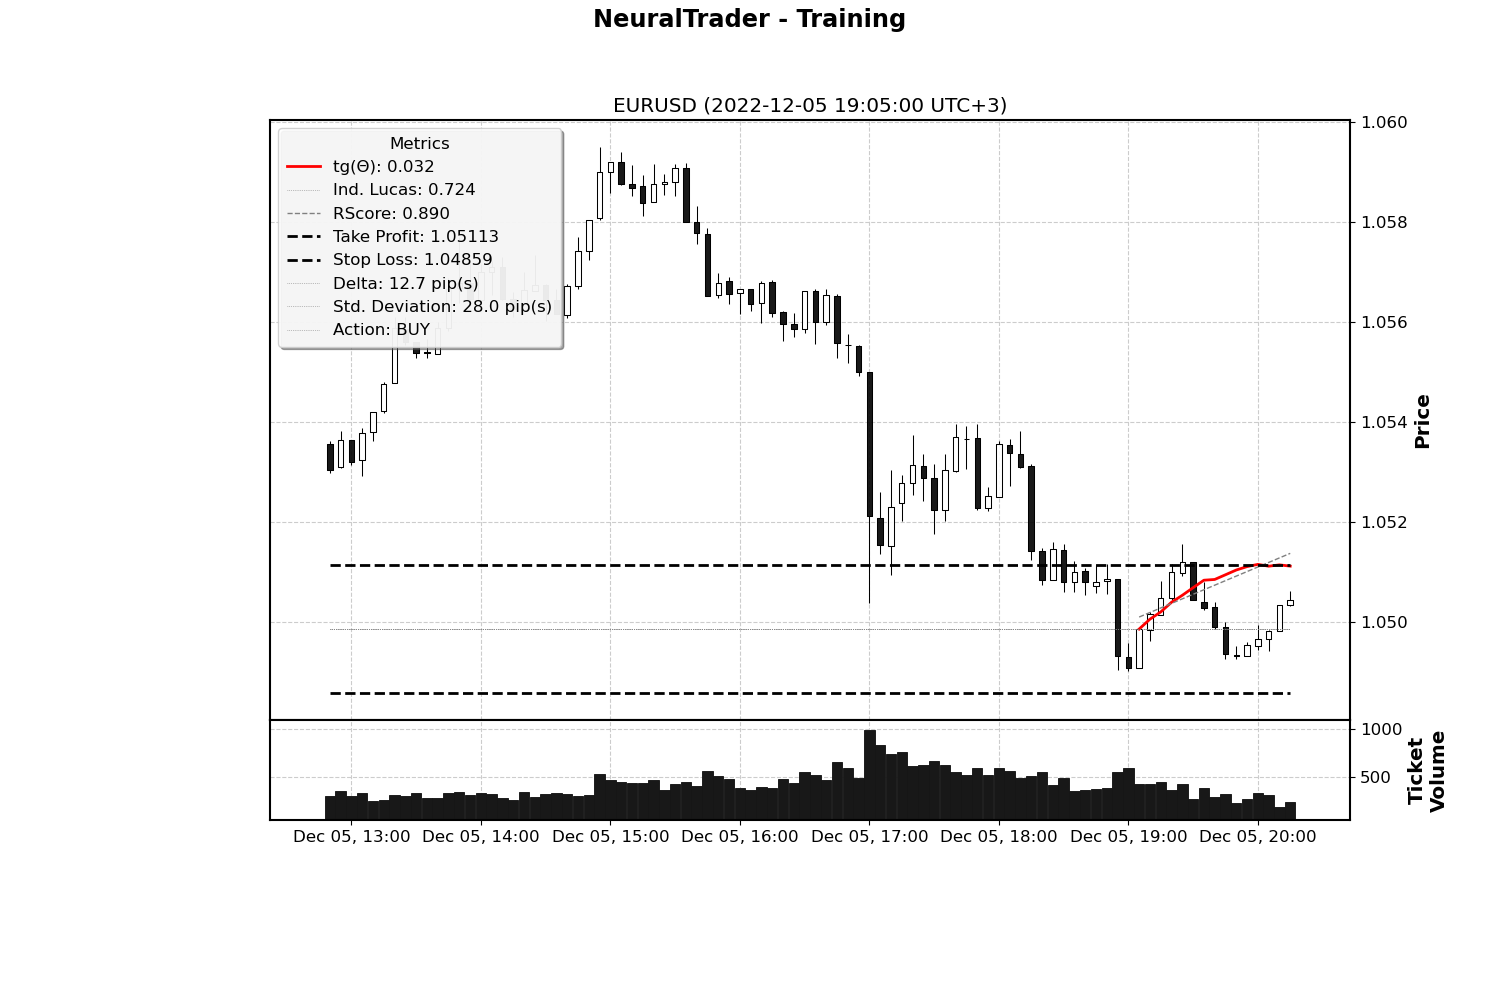 NeuralTrader - Training
EURUSD (2022-12-05 19:05:00 UTC+3)
Metrics
tg(Θ): 0.032
Ind. Lucas: 0.724
RScore: 0.890
Take Profit: 1.05113
Stop Loss: 1.04859
Delta: 12.7 pip(s)
Std. Deviation: 28.0 pip(s)
Action: BUY
1.060
1.058
1.056
1.054
1.052
1.050
Price
1000
500
Ticket
Volume
Dec 05, 13:00
Dec 05, 14:00
Dec 05, 15:00
Dec 05, 16:00
Dec 05, 17:00
Dec 05, 18:00
Dec 05, 19:00
Dec 05, 20:00